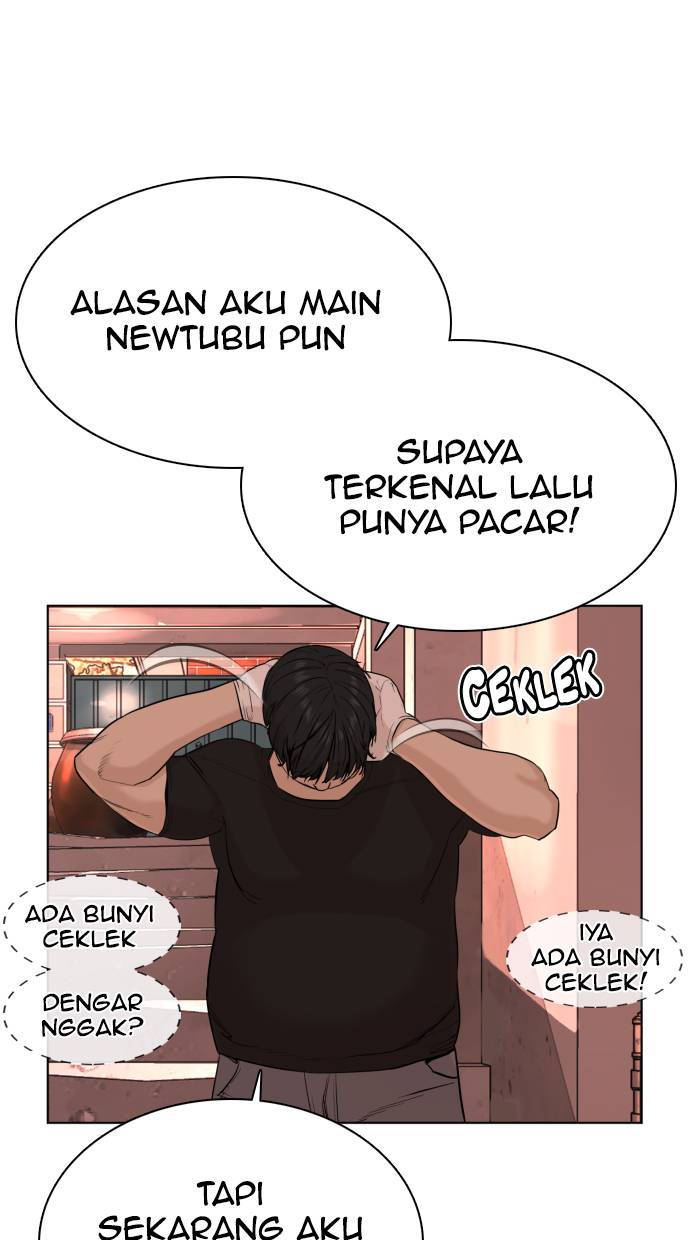 ALASAN AKU MAIN
NEWTUBU PUN
SUPAYA
TERKENAL LALU
PUNYA PACAR!
CEKLEK
ADA BUNYI
CEKLEK
DENGAR
NGGAK?
IYA
ADA BUNYI
CEKLEK!
TAPI
SEKARANG AKU